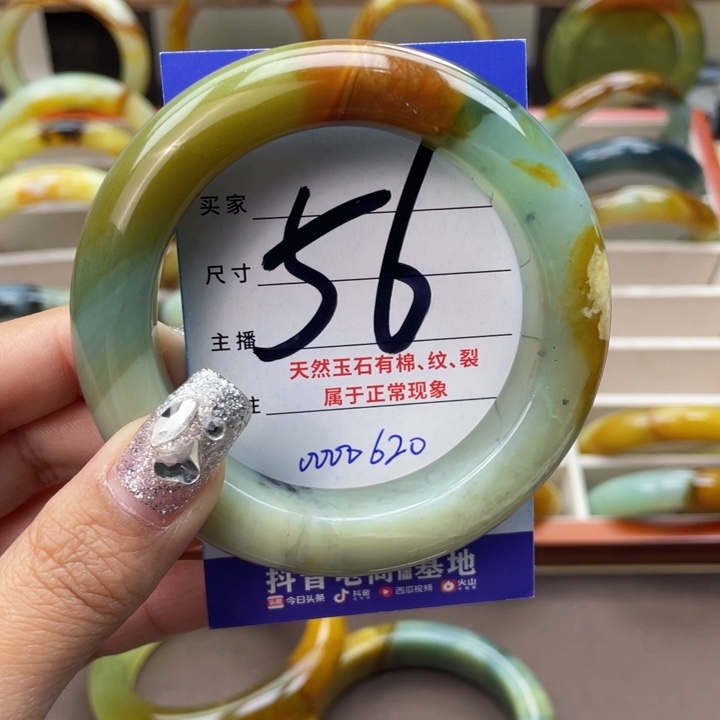 买家
尺寸
56
主播
天然玉石有棉、纹、裂
属于正常现象
注
620
抖音电商 基地
今日头条 抖音 西瓜视频 火山